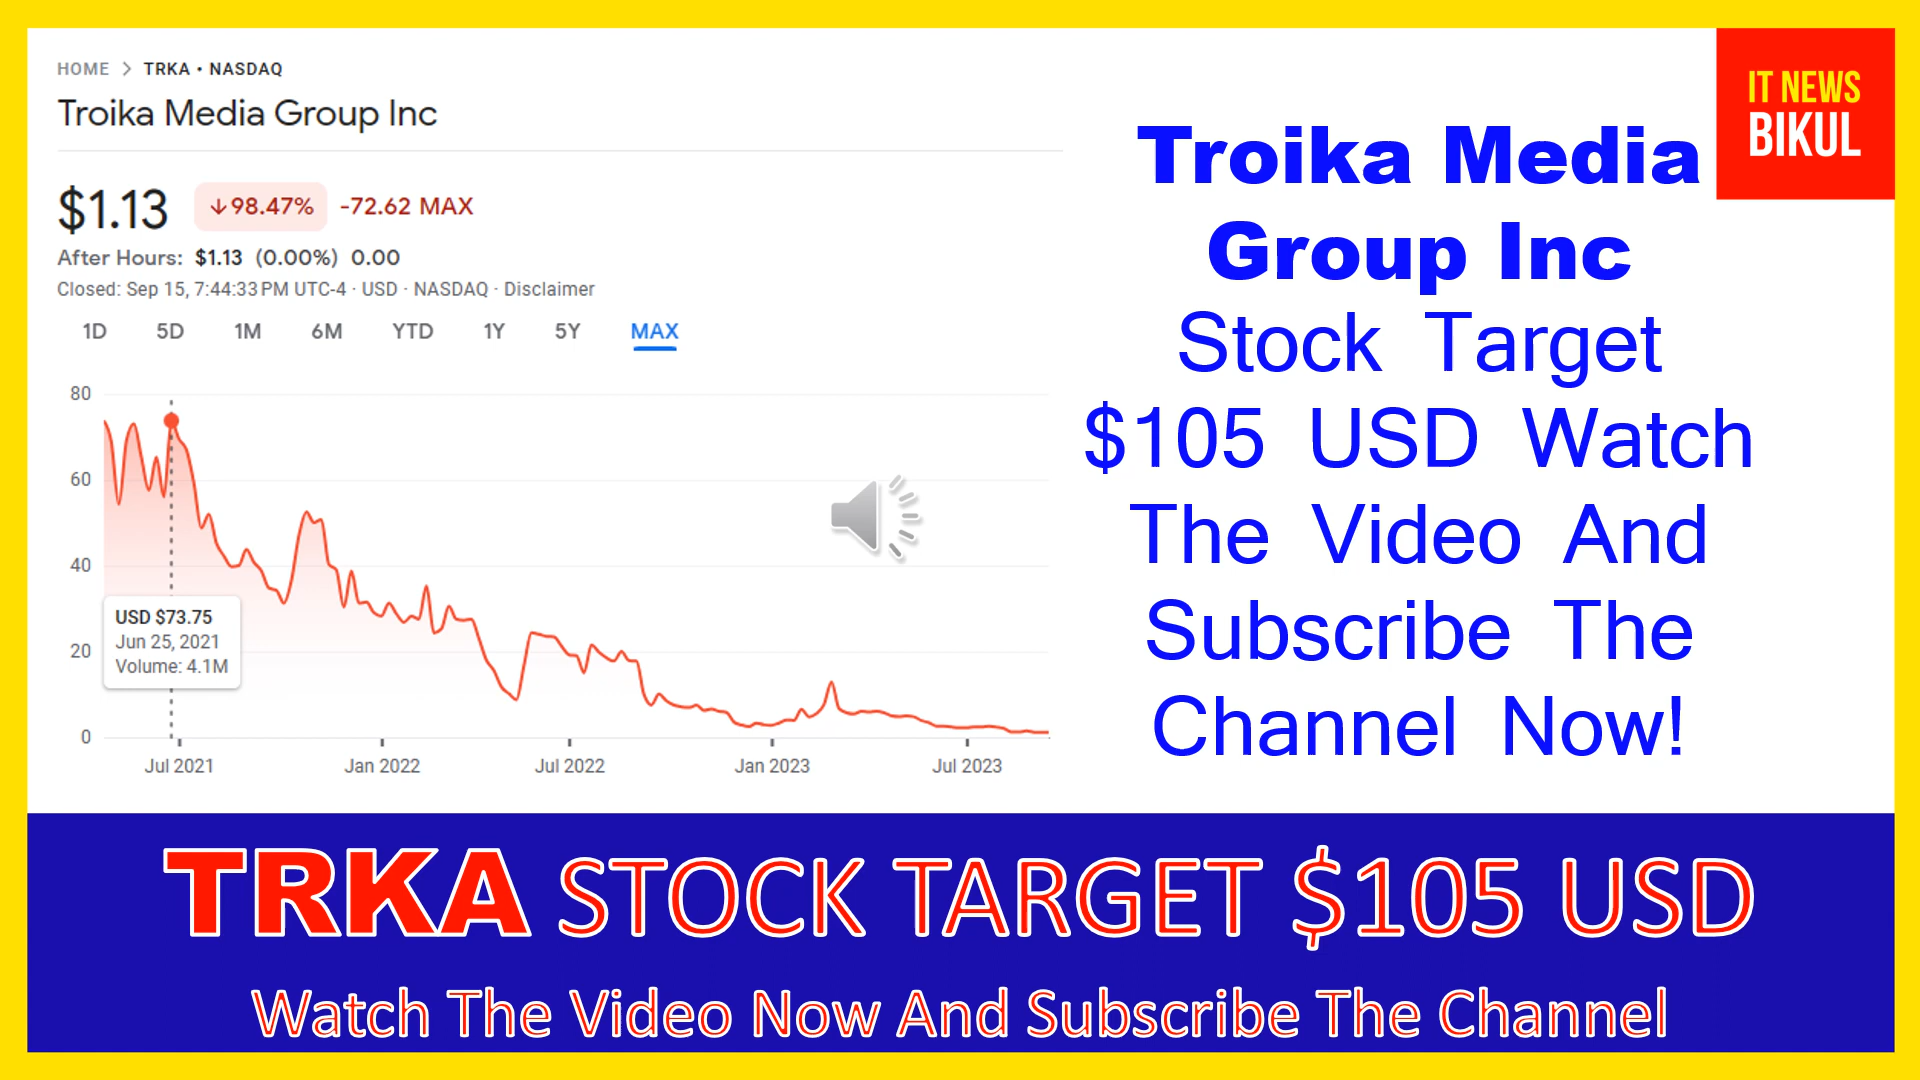 HOME > TRKA • NASDAQ
Troika Media Group Inc
$1.13 ↓98.47% -72.62 MAX
After Hours: $1.13 (0.00%) 0.00
Closed: Sep 15, 7:44:33 PM UTC-4 · USD · NASDAQ · Disclaimer
1D 5D 1M 6M YTD 1Y 5Y MAX
80
60
40
20
0
USD $73.75
Jun 25, 2021
Volume: 4.1M
Jul 2021 Jan 2022 Jul 2022 Jan 2023 Jul 2023
IT NEWS
BIKUL
Troika Media
Group Inc
Stock Target
$105 USD Watch
The Video And
Subscribe The
Channel Now!
TRKA STOCK TARGET $105 USD
Watch The Video Now And Subscribe The Channel